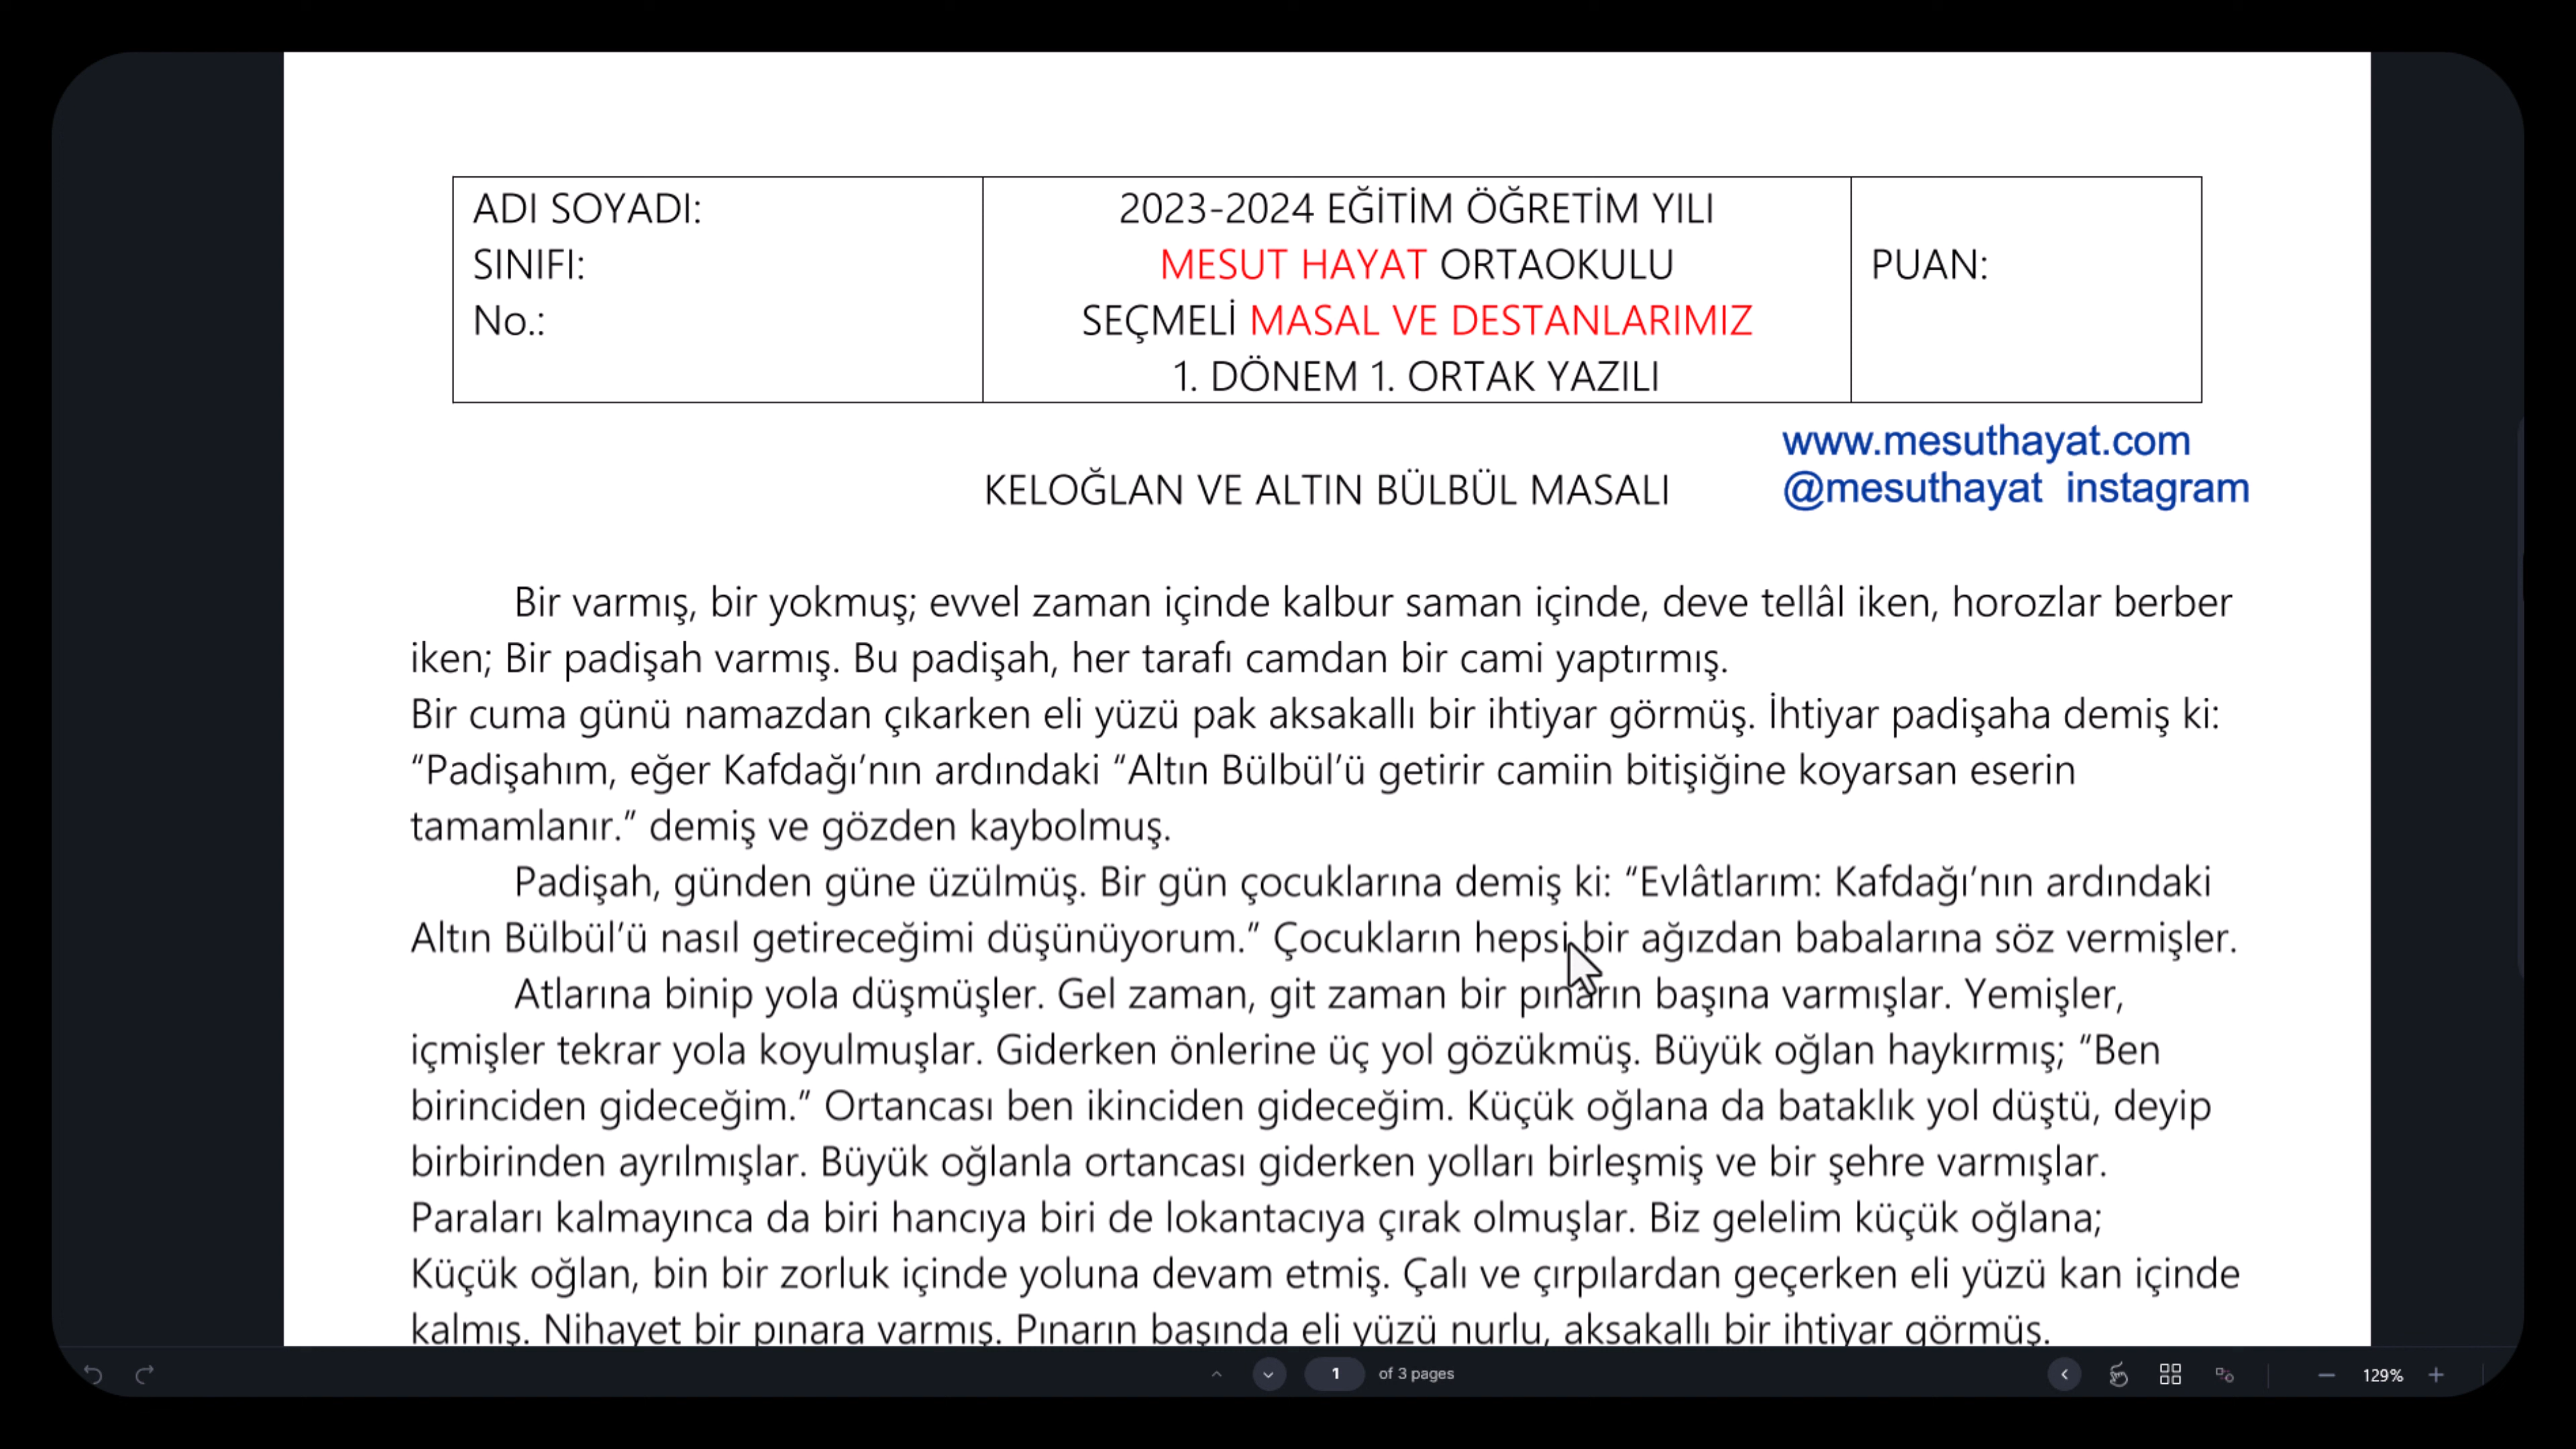 ADI SOYADI:
SINIFI:
No.:
2023-2024 EĞİTİM ÖĞRETİM YILI
MESUT HAYAT ORTAOKULU
SEÇMELİ MASAL VE DESTANLARIMIZ
1. DÖNEM 1. ORTAK YAZILI
PUAN:
www.mesuthayat.com
@mesuthayat instagram
KELOĞLAN VE ALTIN BÜLBÜL MASALI
Bir varmış, bir yokmuş; evvel zaman içinde kalbur saman içinde, deve tellâl iken, horozlar berber
iken; Bir padişah varmış. Bu padişah, her tarafı camdan bir cami yaptırmış.
Bir cuma günü namazdan çıkarken eli yüzü pak aksakallı bir ihtiyar görmüş. İhtiyar padişaha demiş ki:
“Padişahım, eğer Kafdağı’nın ardındaki “Altın Bülbül’ü getirir camiin bitişiğine koyarsan eserin
tamamlanır.” demiş ve gözden kaybolmuş.
Padişah, günden güne üzülmüş. Bir gün çocuklarına demiş ki: “Evlâtlarım: Kafdağı’nın ardındaki
Altın Bülbül’ü nasıl getireceğimi düşünüyorum.” Çocukların hepsi bir ağızdan babalarına söz vermişler.
Atlarına binip yola düşmüşler. Gel zaman, git zaman bir pınarın başına varmışlar. Yemişler,
içmişler tekrar yola koyulmuşlar. Giderken önlerine üç yol gözükmüş. Büyük oğlan haykırmış; “Ben
birinciden gideceğim.” Ortancası ben ikinciden gideceğim. Küçük oğlana da bataklık yol düştü, deyip
birbirinden ayrılmışlar. Büyük oğlanla ortancası giderken yolları birleşmiş ve bir şehre varmışlar.
Paraları kalmayınca da biri hancıya biri de lokantacıya çırak olmuşlar. Biz gelelim küçük oğlana;
Küçük oğlan, bin bir zorluk içinde yoluna devam etmiş. Çalı ve çırpılardan geçerken eli yüzü kan içinde
kalmış. Nihayet bir pınara varmış. Pınarın başında eli yüzü nurlu, aksakallı bir ihtiyar görmüş.
1 of 3 pages
129%